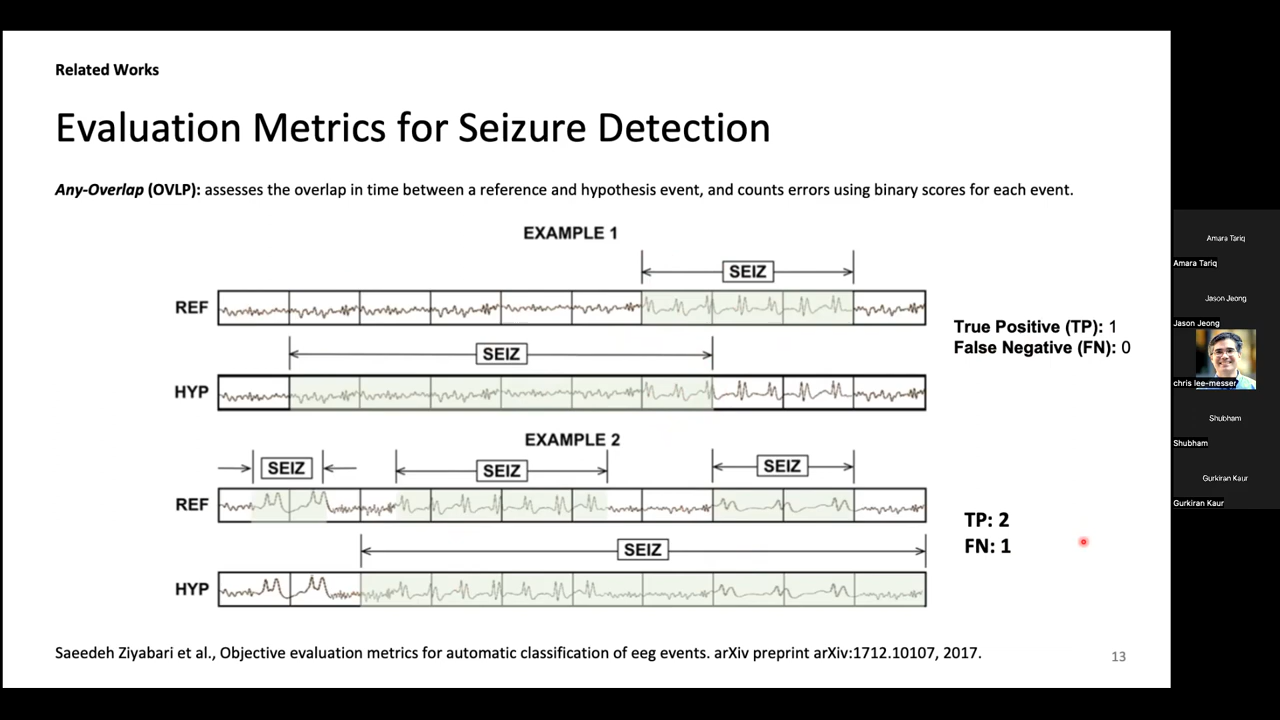 Related Works
Evaluation Metrics for Seizure Detection
Any-Overlap (OVLP): assesses the overlap in time between a reference and hypothesis event, and counts errors using binary scores for each event.
EXAMPLE 1
SEIZ
REF
True Positive (TP): 1
False Negative (FN): 0
SEIZ
HYP
EXAMPLE 2
SEIZ SEIZ SEIZ
REF
TP: 2
FN: 1
SEIZ
HYP
Saeedeh Ziyabari et al., Objective evaluation metrics for automatic classification of eeg events. arXiv preprint arXiv:1712.10107, 2017.
13
Amara Tariq
Amara Tariq
Jason Jeong
Jason Jeong
chris lee-messer
Shubham
Shubham
Gurkiran Kaur
Gurkiran Kaur